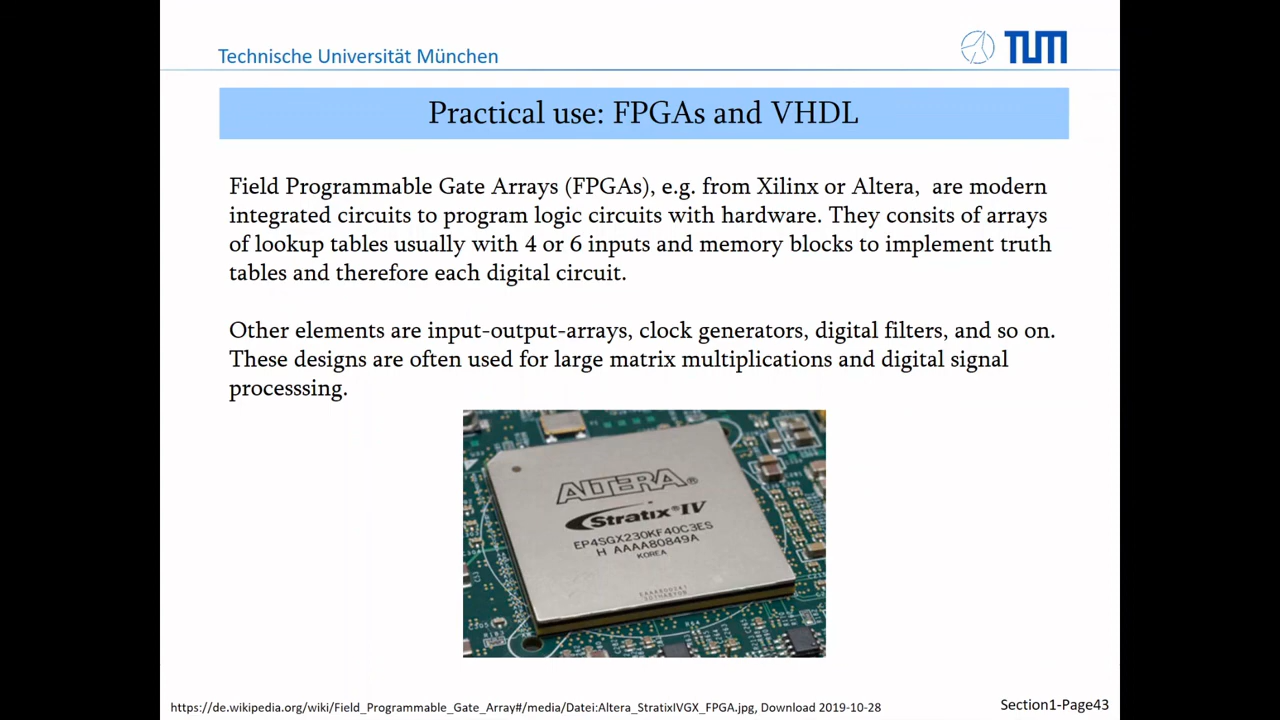 Technische Universität München
TUM
Practical use: FPGAs and VHDL
Field Programmable Gate Arrays (FPGAs), e.g. from Xilinx or Altera,  are modern
integrated circuits to program logic circuits with hardware. They consits of arrays
of lookup tables usually with 4 or 6 inputs and memory blocks to implement truth
tables and therefore each digital circuit.
Other elements are input-output-arrays, clock generators, digital filters, and so on.
These designs are often used for large matrix multiplications and digital signal
processsing.
ALTERA®
Stratix® IV
EP4SGX230KF40C3ES
H AAAA80849A
KOREA
https://de.wikipedia.org/wiki/Field_Programmable_Gate_Array#/media/Datei:Altera_StratixIVGX_FPGA.jpg, Download 2019-10-28
Section1-Page43